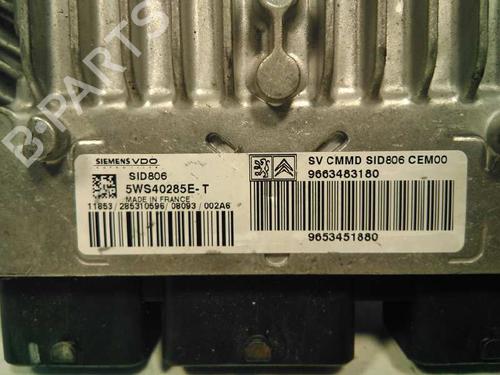 B-PARTS
SIEMENS VDO
SID806
5WS40285E-T
MADE IN FRANCE
11853 / 285310596 / 08093 / 002A6
SV CMMD SID806 CEM00
9663483180
9653451880